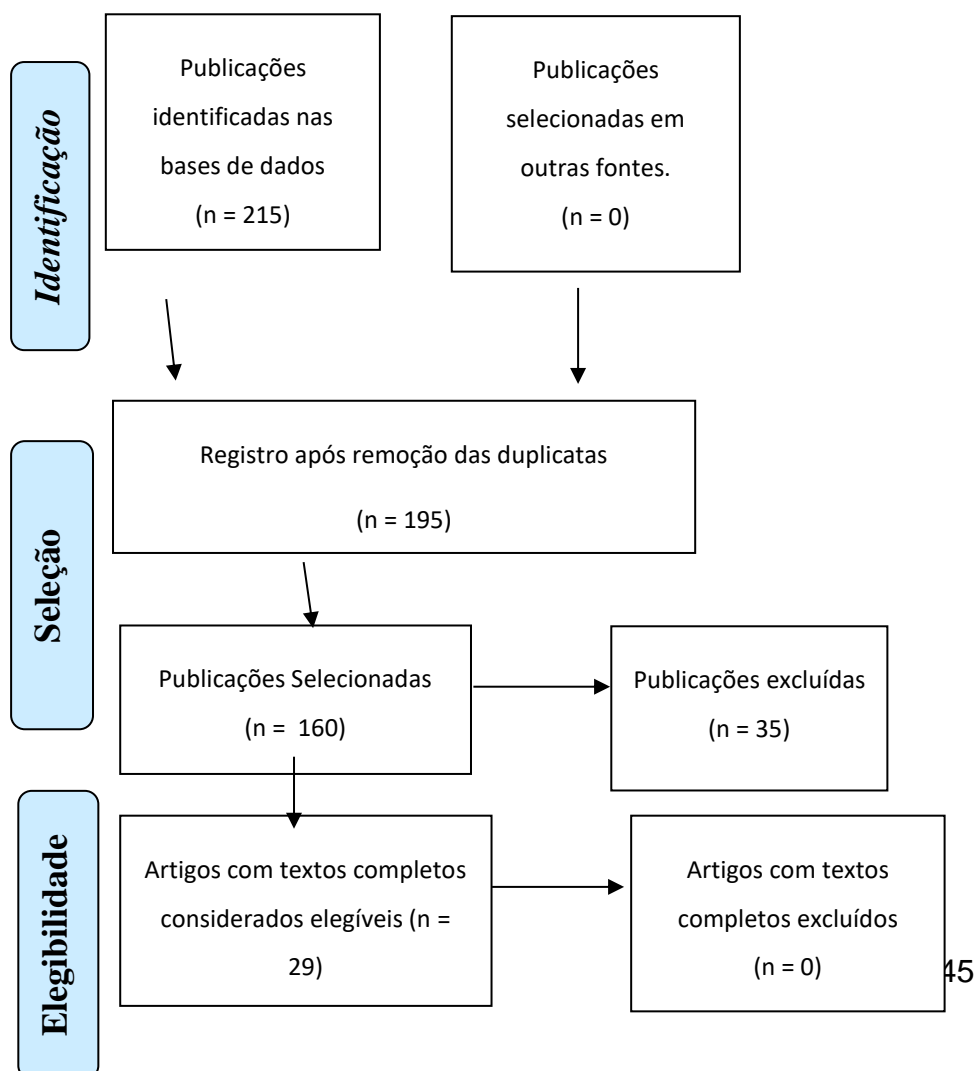 Identificação
Publicações
identificadas nas
bases de dados
(n = 215)
Publicações
selecionadas em
outras fontes.
(n = 0)
Seleção
Registro após remoção das duplicatas
(n = 195)
Publicações Selecionadas
(n = 160)
Publicações excluídas
(n = 35)
Elegibilidade
Artigos com textos completos
considerados elegíveis (n =
29)
Artigos com textos
completos excluídos
(n = 0)
45